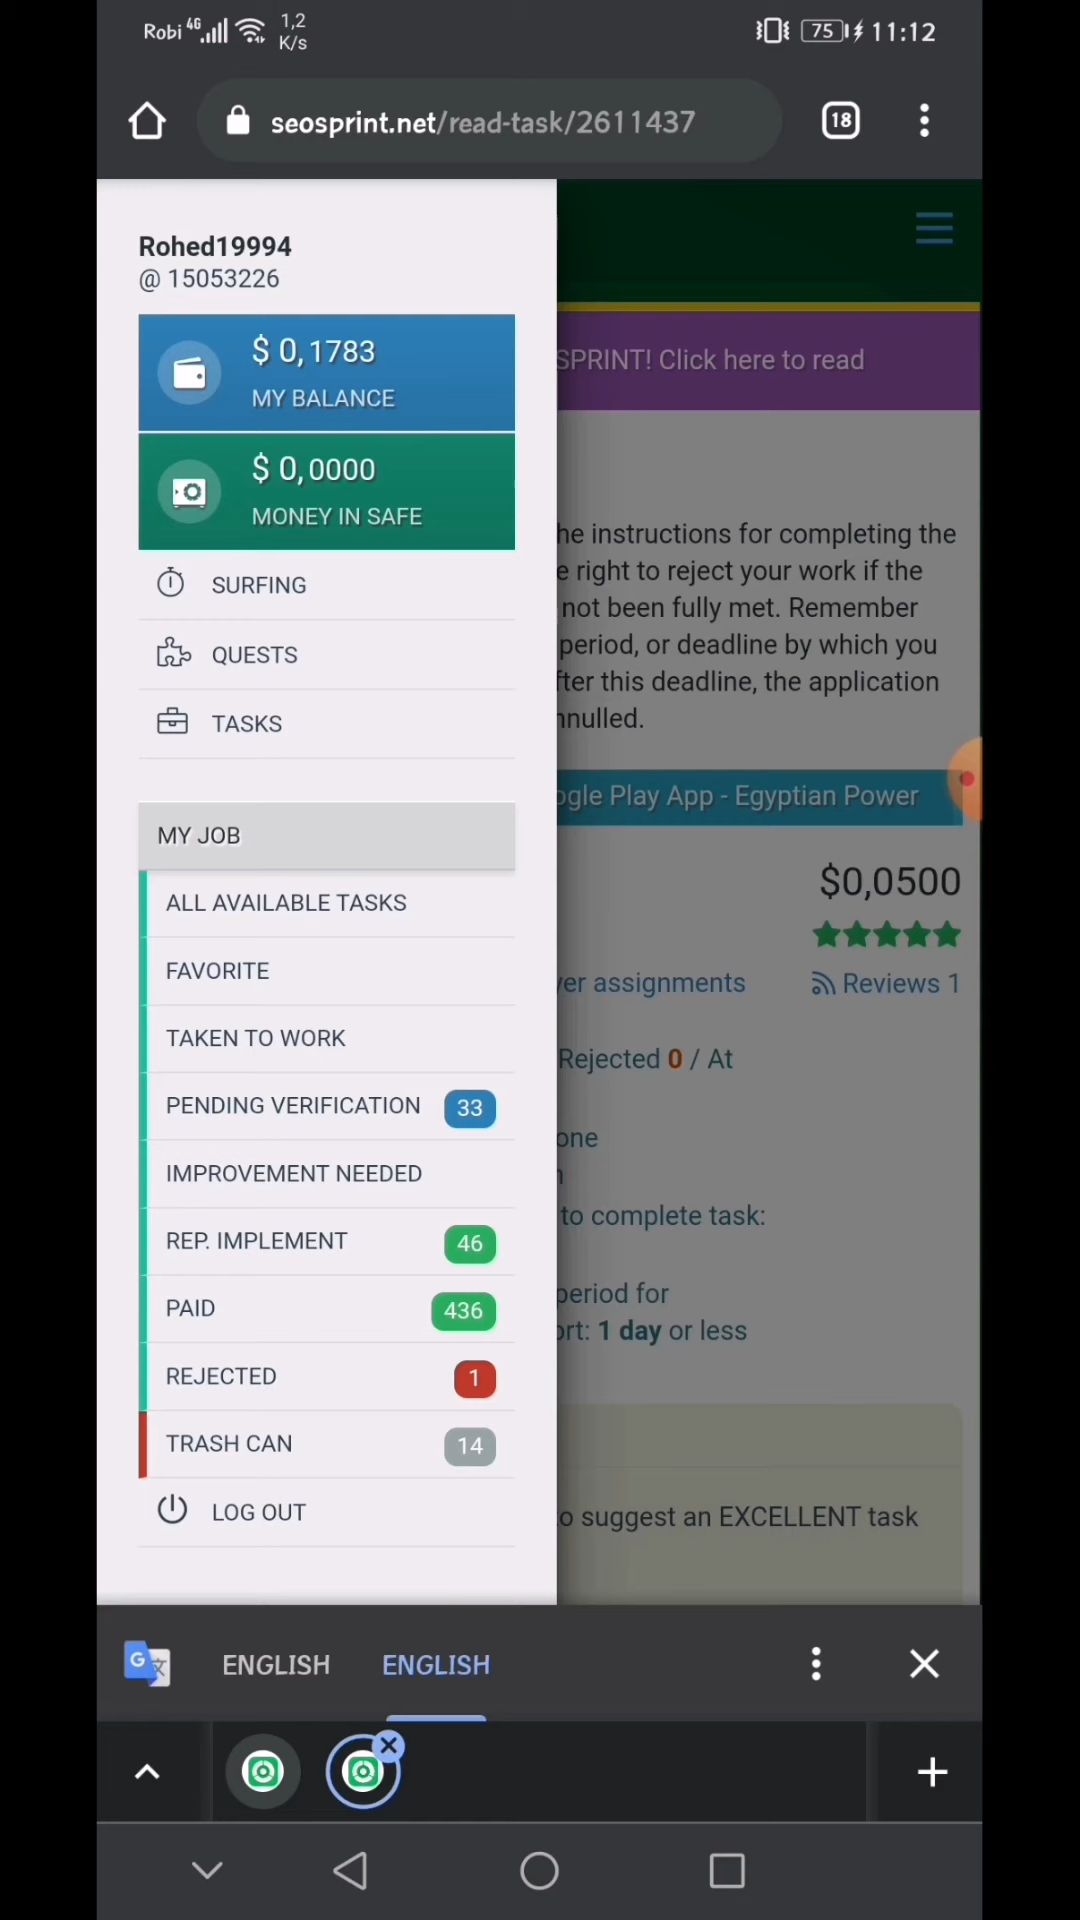 Robi 4G 1,2 K/s 75 11:12
seosprint.net/read-task/2611437 18
Rohed19994
@ 15053226
$ 0,1783
MY BALANCE
$ 0,0000
MONEY IN SAFE
SURFING
QUESTS
TASKS
MY JOB
ALL AVAILABLE TASKS
FAVORITE
TAKEN TO WORK
PENDING VERIFICATION 33
IMPROVEMENT NEEDED
REP. IMPLEMENT 46
PAID 436
REJECTED 1
TRASH CAN 14
LOG OUT
SPRINT! Click here to read
he instructions for completing the
e right to reject your work if the
not been fully met. Remember
period, or deadline by which you
fter this deadline, the application
nnulled.
ogle Play App - Egyptian Power
$0,0500
yer assignments Reviews 1
Rejected 0 / At
one
to complete task:
period for
ort: 1 day or less
o suggest an EXCELLENT task
ENGLISH ENGLISH